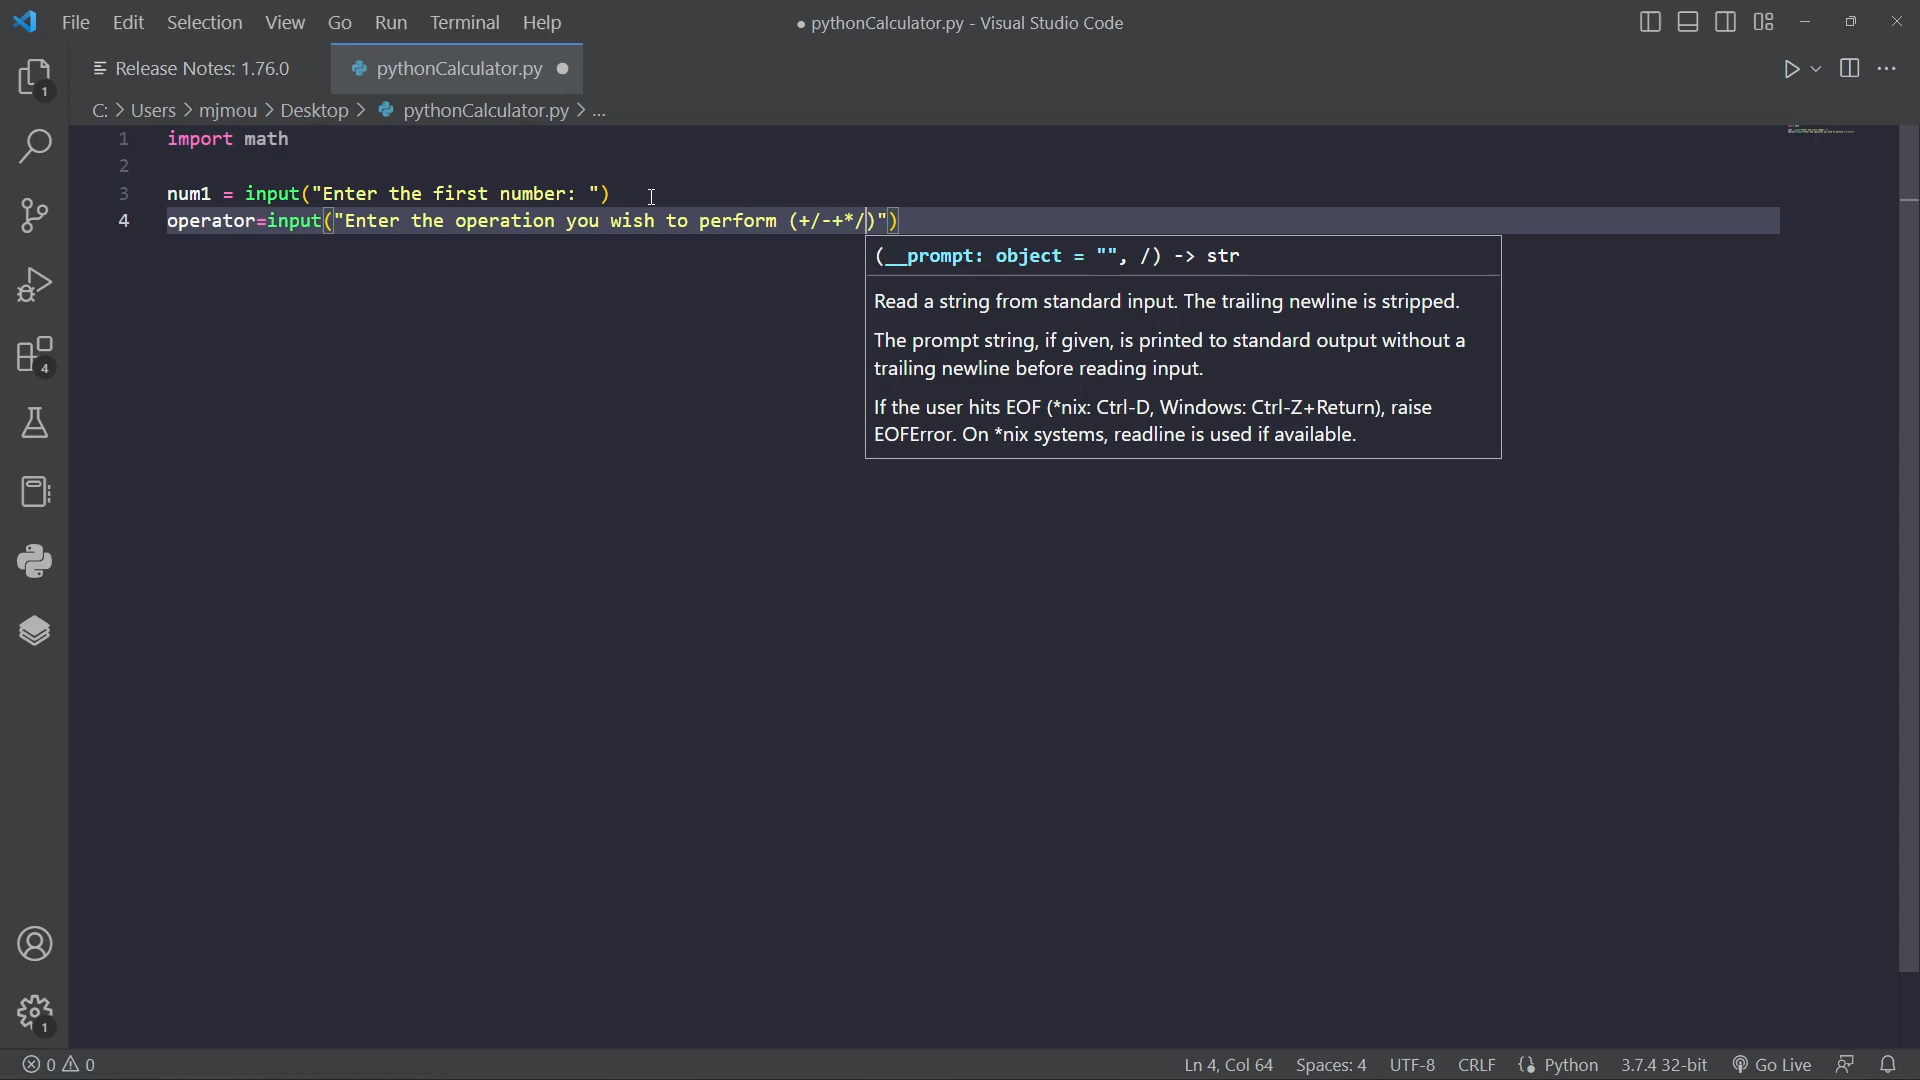 File Edit Selection View Go Run Terminal Help
● pythonCalculator.py - Visual Studio Code
Release Notes: 1.76.0
pythonCalculator.py ●
C: > Users > mjmou > Desktop > pythonCalculator.py > ...
1 import math
2
3 num1 = input("Enter the first number: ")
4 operator=input("Enter the operation you wish to perform (+/-+*/)")
(__prompt: object = "", /) -> str
Read a string from standard input. The trailing newline is stripped.
The prompt string, if given, is printed to standard output without a
trailing newline before reading input.
If the user hits EOF (*nix: Ctrl-D, Windows: Ctrl-Z+Return), raise
EOFError. On *nix systems, readline is used if available.
1
4
1
0 0
Ln 4, Col 64 Spaces: 4 UTF-8 CRLF Python 3.7.4 32-bit Go Live